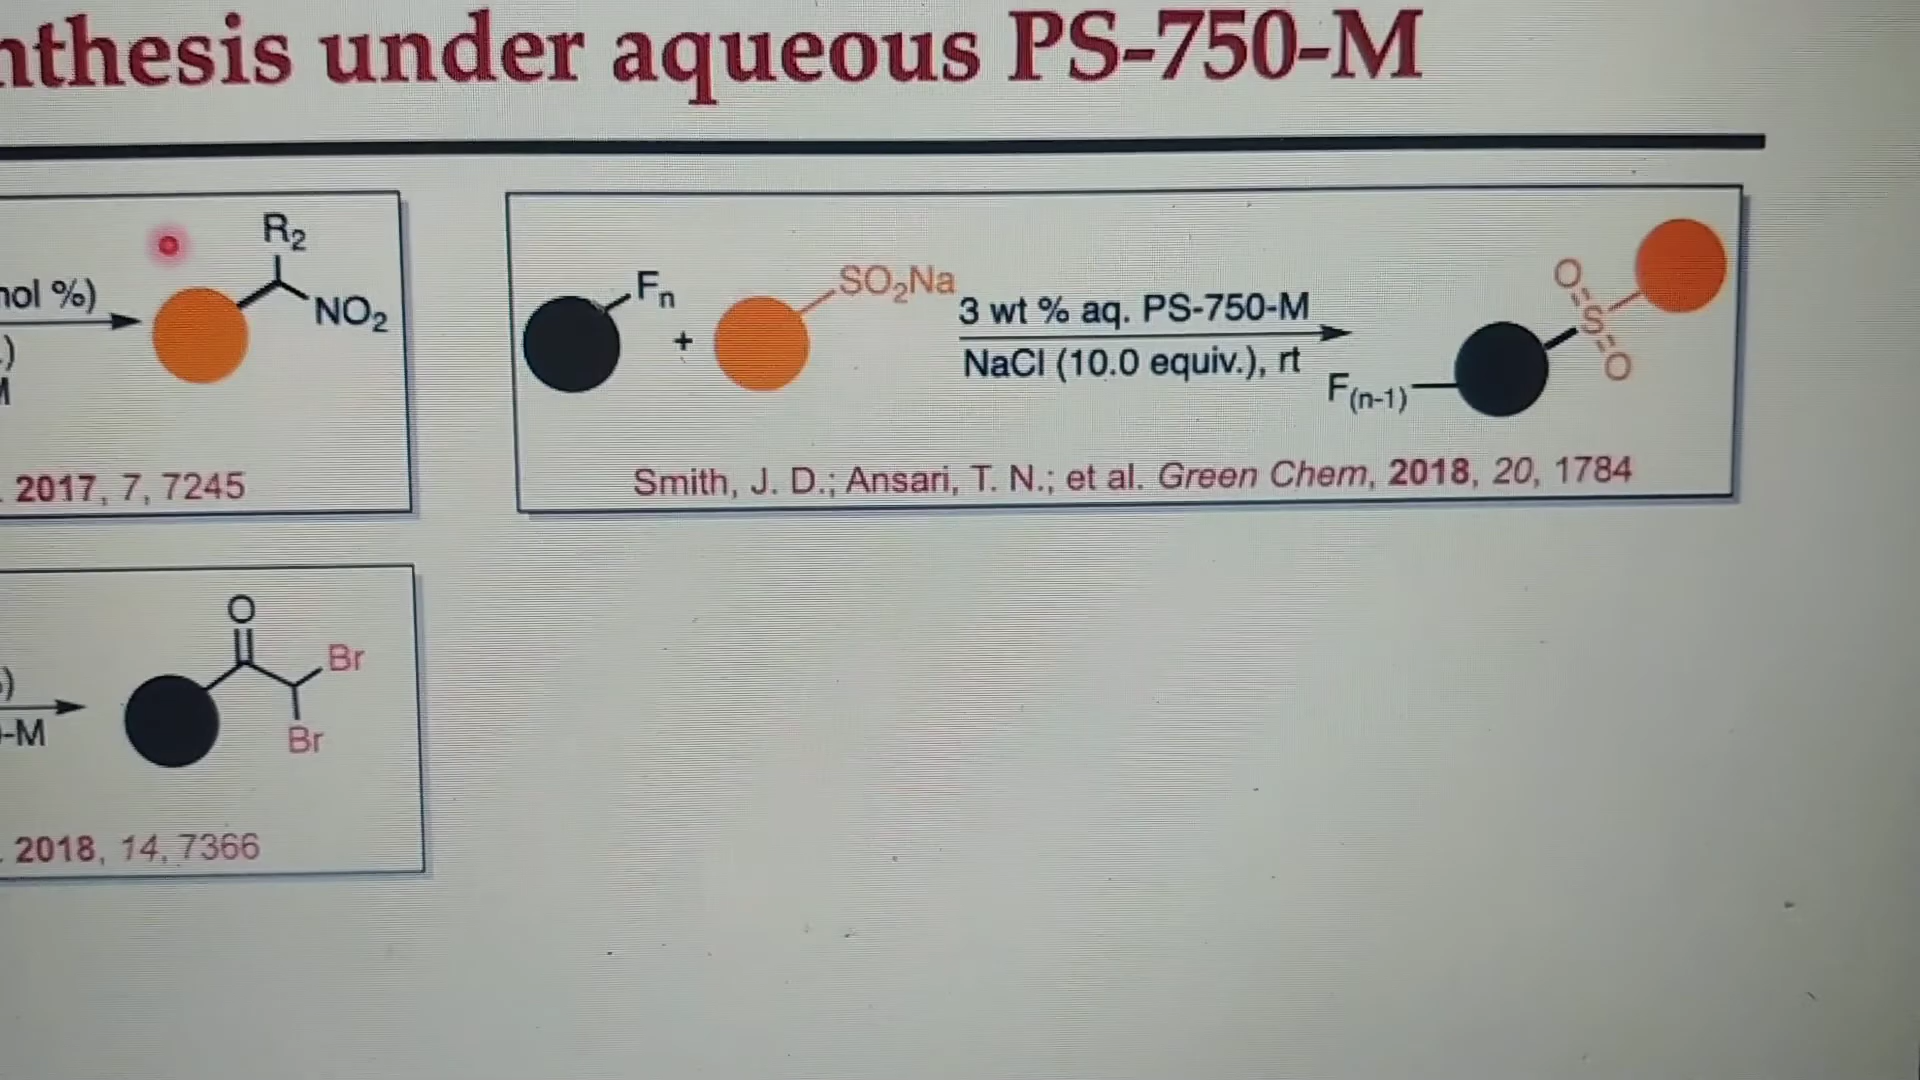 nthesis under aqueous PS-750-M
R2
NO2
mol %)
2017, 7, 7245
Fn
+
SO2Na
3 wt % aq. PS-750-M
NaCl (10.0 equiv.), rt
O
S
O
F(n-1)
Smith, J. D.; Ansari, T. N.; et al. Green Chem, 2018, 20, 1784
O
Br
Br
-M
2018, 14, 7366